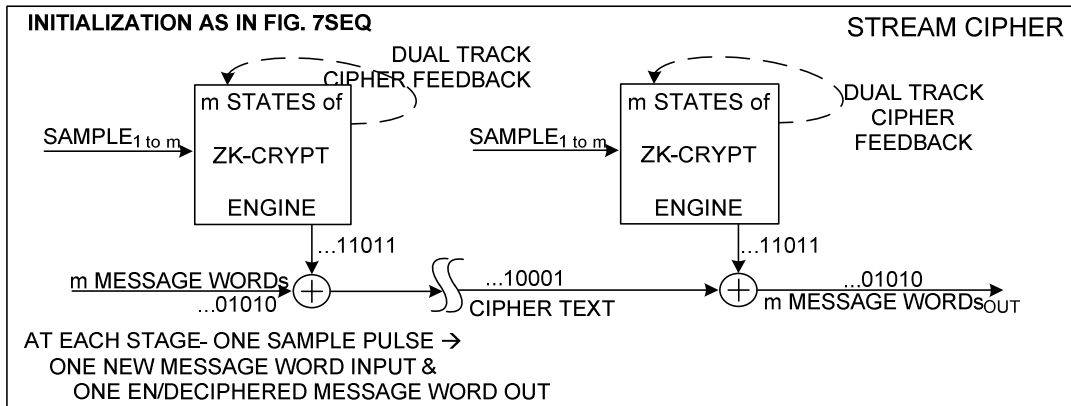 INITIALIZATION AS IN FIG. 7SEQ
STREAM CIPHER
DUAL TRACK
CIPHER FEEDBACK
m STATES of
ZK-CRYPT
ENGINE
SAMPLE1 to m
DUAL TRACK
CIPHER
FEEDBACK
m STATES of
ZK-CRYPT
ENGINE
SAMPLE1 to m
...11011
...11011
m MESSAGE WORDs
...01010
...10001
CIPHER TEXT
...01010
m MESSAGE WORDsOUT
AT EACH STAGE- ONE SAMPLE PULSE →
ONE NEW MESSAGE WORD INPUT &
ONE EN/DECIPHERED MESSAGE WORD OUT